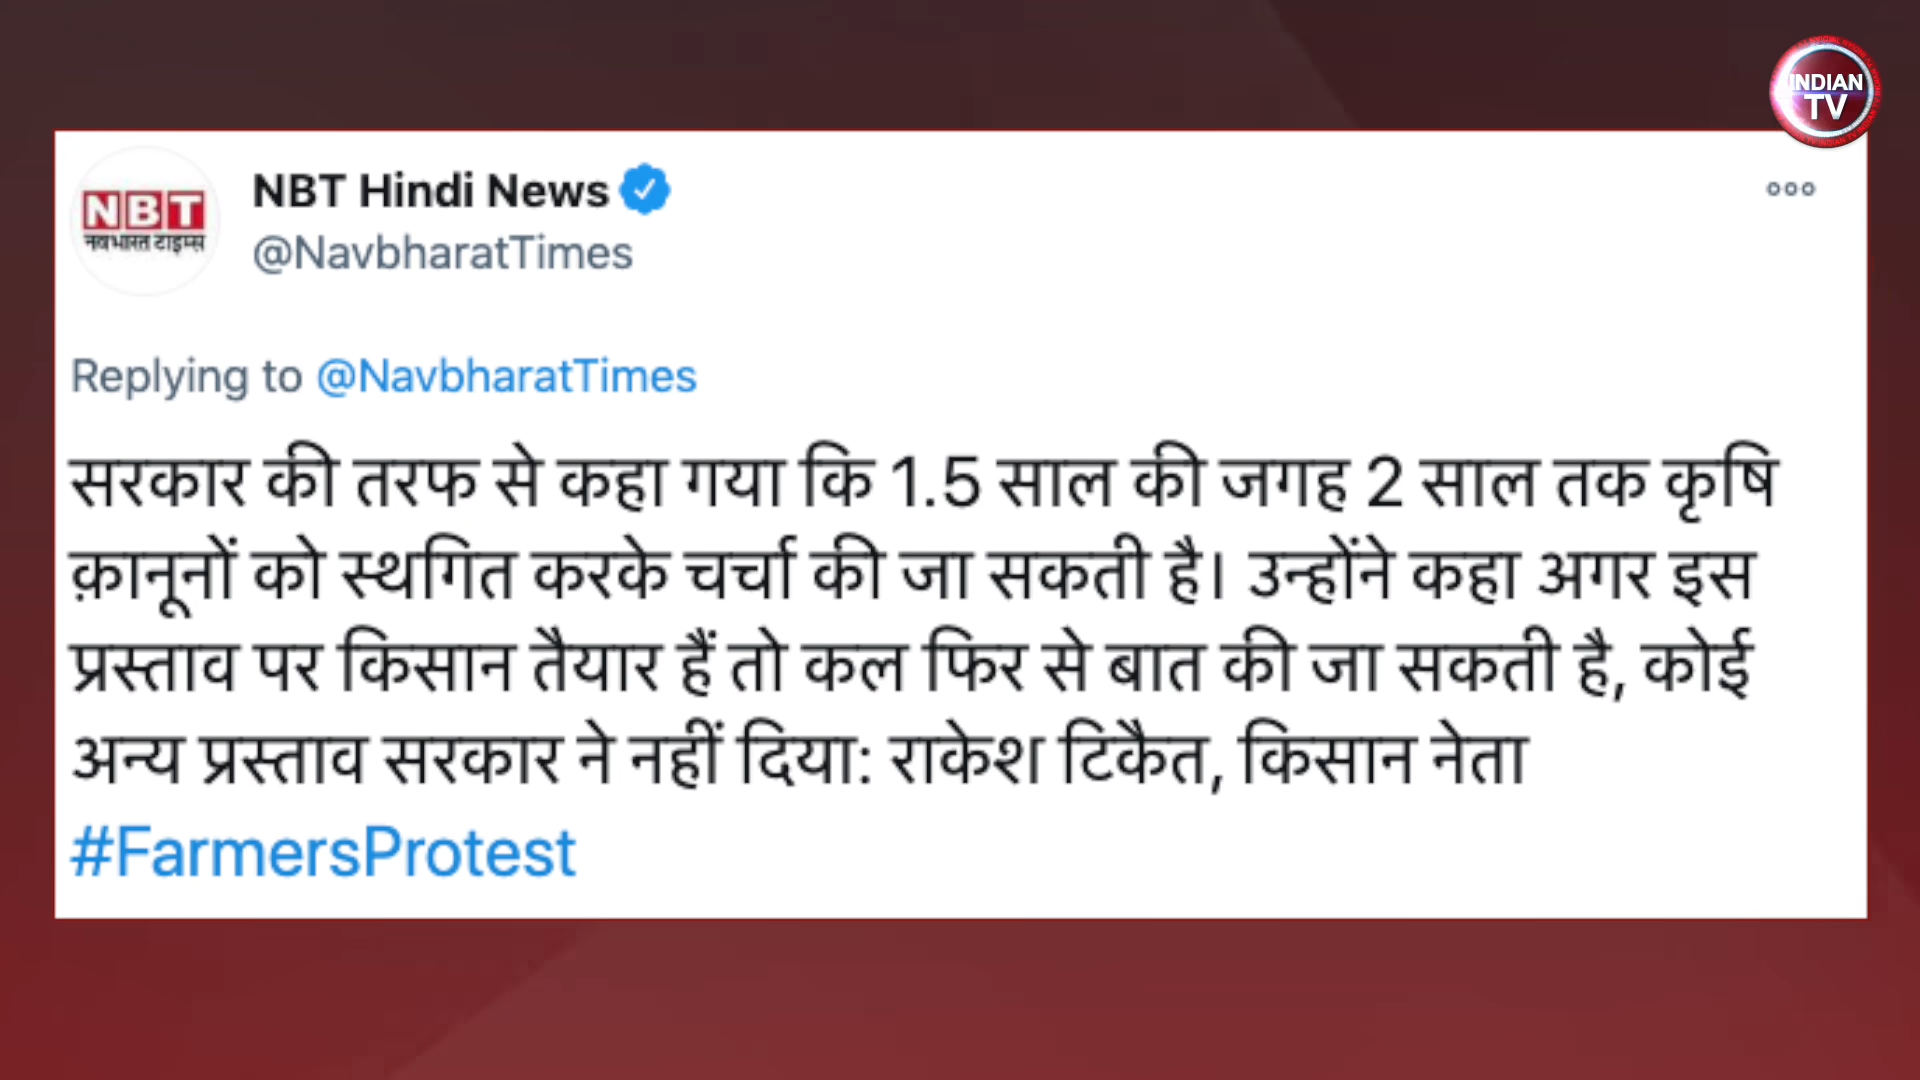 INDIAN
TV
NBT
नवभारत टाइम्स
NBT Hindi News
@NavbharatTimes
Replying to @NavbharatTimes
सरकार की तरफ से कहा गया कि 1.5 साल की जगह 2 साल तक कृषि
क़ानूनों को स्थगित करके चर्चा की जा सकती है। उन्होंने कहा अगर इस
प्रस्ताव पर किसान तैयार हैं तो कल फिर से बात की जा सकती है, कोई
अन्य प्रस्ताव सरकार ने नहीं दिया: राकेश टिकैत, किसान नेता
#FarmersProtest